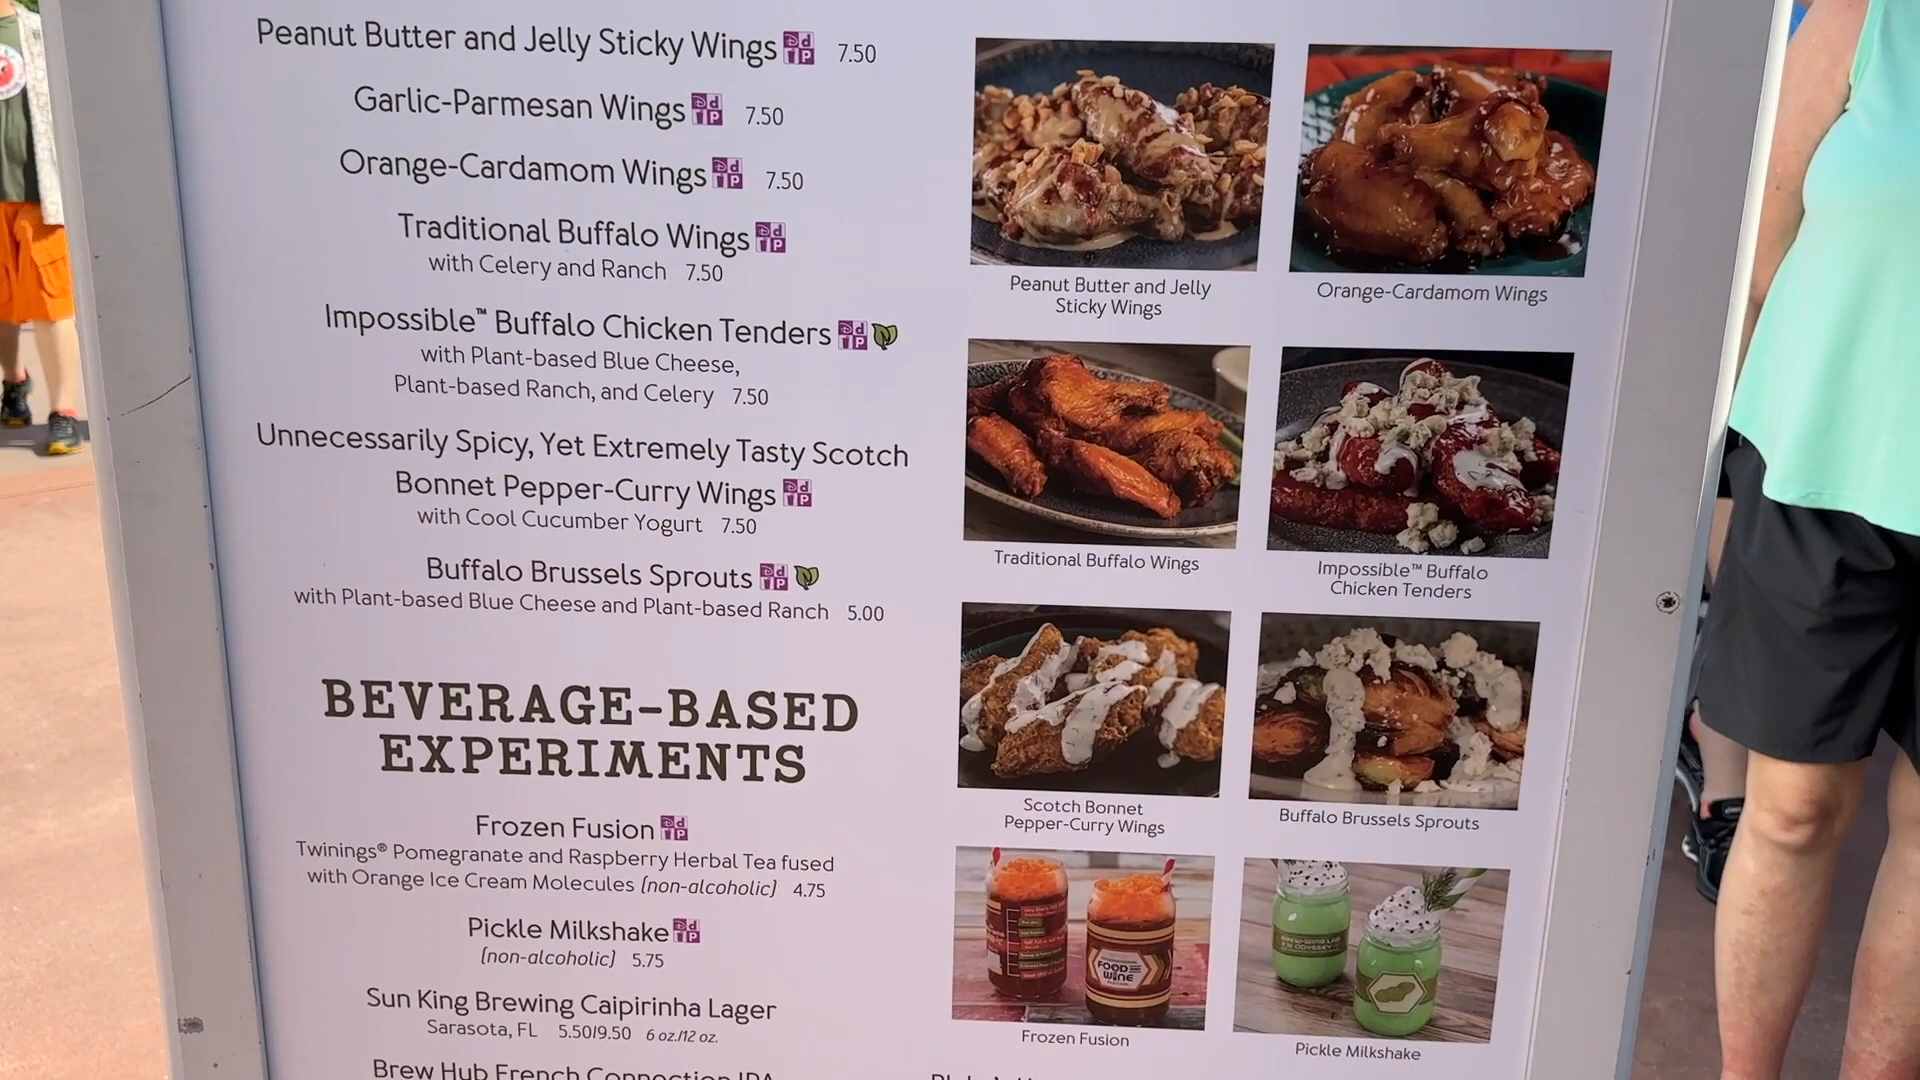 Peanut Butter and Jelly Sticky Wings 7.50
Garlic-Parmesan Wings 7.50
Orange-Cardamom Wings 7.50
Traditional Buffalo Wings
with Celery and Ranch 7.50
Impossible™ Buffalo Chicken Tenders
with Plant-based Blue Cheese,
Plant-based Ranch, and Celery 7.50
Unnecessarily Spicy, Yet Extremely Tasty Scotch
Bonnet Pepper-Curry Wings
with Cool Cucumber Yogurt 7.50
Buffalo Brussels Sprouts
with Plant-based Blue Cheese and Plant-based Ranch 5.00
BEVERAGE-BASED
EXPERIMENTS
Frozen Fusion
Twinings® Pomegranate and Raspberry Herbal Tea fused
with Orange Ice Cream Molecules (non-alcoholic) 4.75
Pickle Milkshake
(non-alcoholic) 5.75
Sun King Brewing Caipirinha Lager
Sarasota, FL 5.50/9.50 6 oz./12 oz.
Brew Hub French Connection IPA
Peanut Butter and Jelly
Sticky Wings
Orange-Cardamom Wings
Traditional Buffalo Wings
Impossible™ Buffalo
Chicken Tenders
Scotch Bonnet
Pepper-Curry Wings
Buffalo Brussels Sprouts
FOOD
WINE
Frozen Fusion
Pickle Milkshake